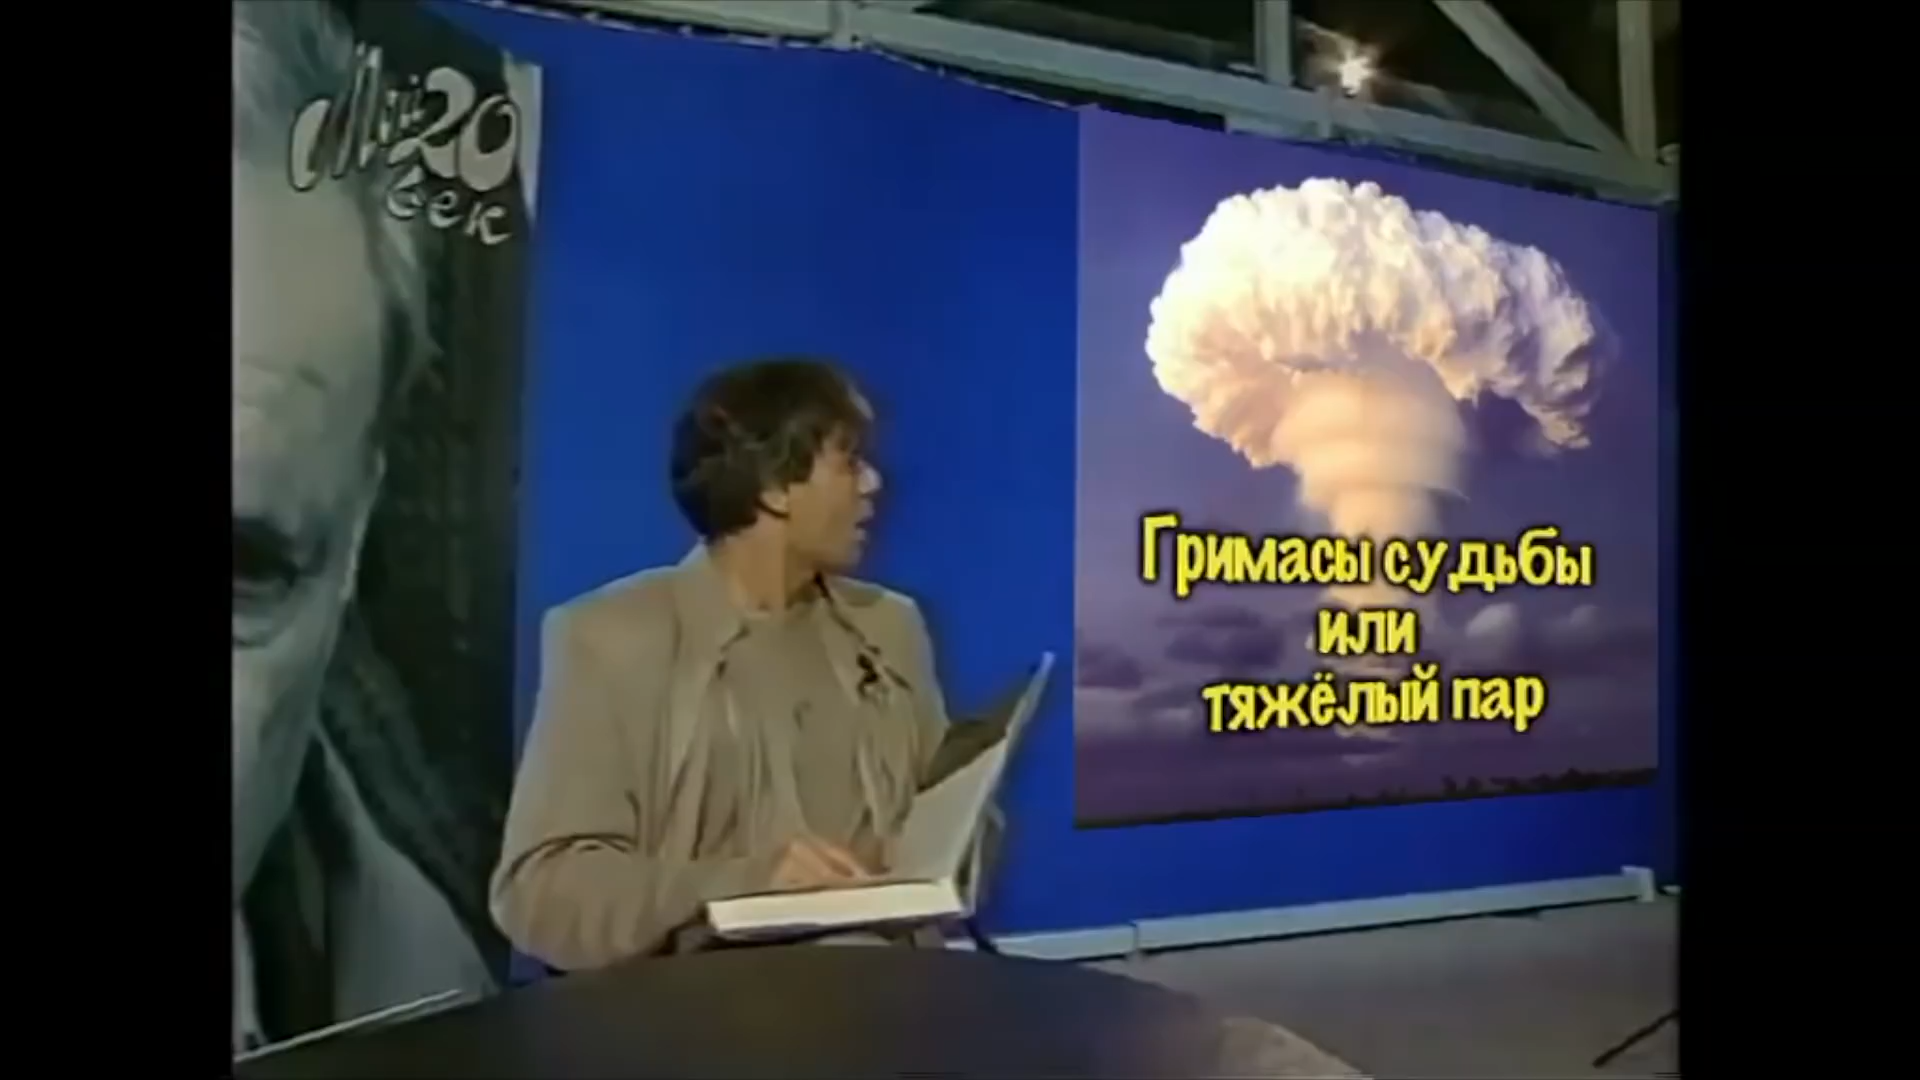 Мой 20
век
Гримасы судьбы
или
тяжёлый пар